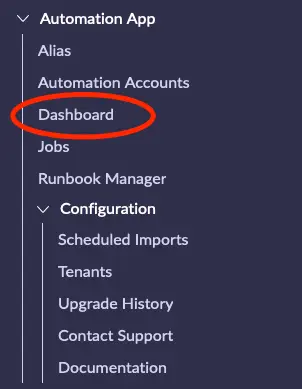 Automation App
Alias
Automation Accounts
Dashboard
Jobs
Runbook Manager
Configuration
Scheduled Imports
Tenants
Upgrade History
Contact Support
Documentation